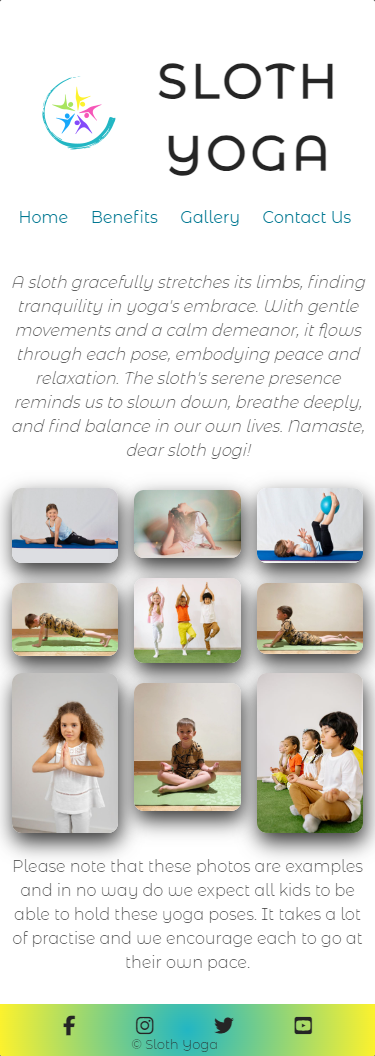 SLOTH
YOGA
Home Benefits Gallery Contact Us
A sloth gracefully stretches its limbs, finding
tranquility in yoga's embrace. With gentle
movements and a calm demeanor, it flows
through each pose, embodying peace and
relaxation. The sloth's serene presence
reminds us to slown down, breathe deeply,
and find balance in our own lives. Namaste,
dear sloth yogi!
Please note that these photos are examples
and in no way do we expect all kids to be
able to hold these yoga poses. It takes a lot
of practise and we encourage each to go at
their own pace.
© Sloth Yoga